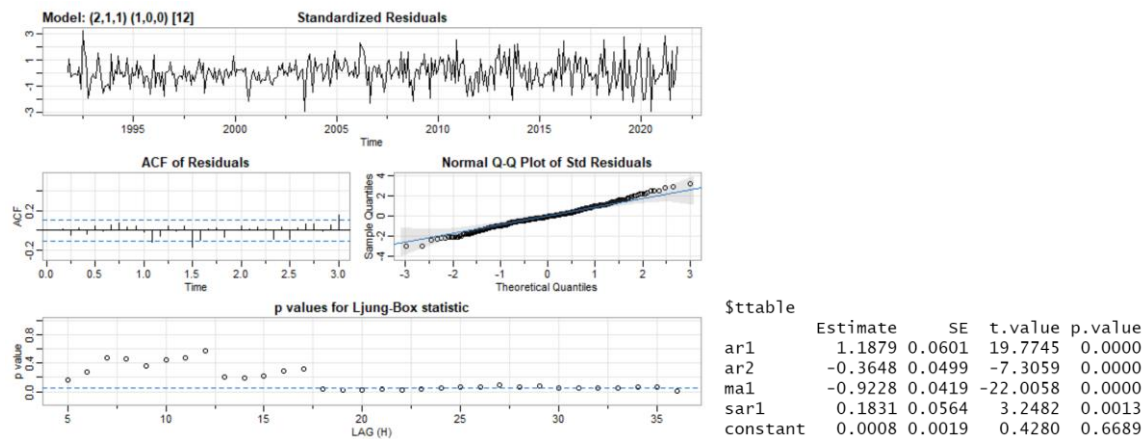 Model: (2,1,1) (1,0,0) [12]
Standardized Residuals
3
1
-1
-3
1995 2000 2005 2010 2015 2020
Time
ACF of Residuals
ACF
0.2
-0.2
0.0 0.5 1.0 1.5 2.0 2.5 3.0
Time
Normal Q-Q Plot of Std Residuals
Sample Quantiles
4
2
0
-2
-4
-3 -2 -1 0 1 2 3
Theoretical Quantiles
p values for Ljung-Box statistic
p value
0.8
0.4
0.0
5 10 15 20 25 30 35
LAG (H)
$ttable
Estimate SE t.value p.value
ar1 1.1879 0.0601 19.7745 0.0000
ar2 -0.3648 0.0499 -7.3059 0.0000
ma1 -0.9228 0.0419 -22.0058 0.0000
sar1 0.1831 0.0564 3.2482 0.0013
constant 0.0008 0.0019 0.4280 0.6689